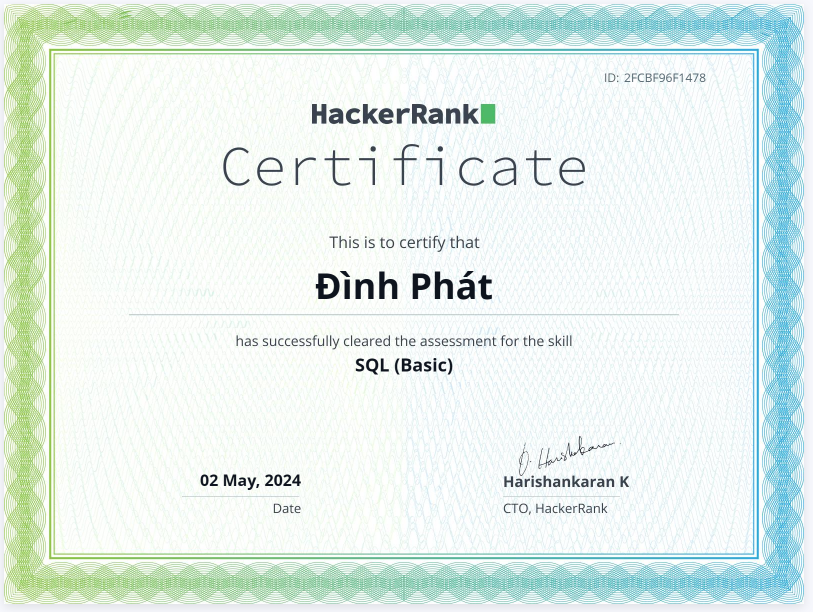 ID: 2FCBF96F1478
HackerRank
Certificate
This is to certify that
Đình Phát
has successfully cleared the assessment for the skill
SQL (Basic)
D. Harishankaran
02 May, 2024
Harishankaran K
Date
CTO, HackerRank